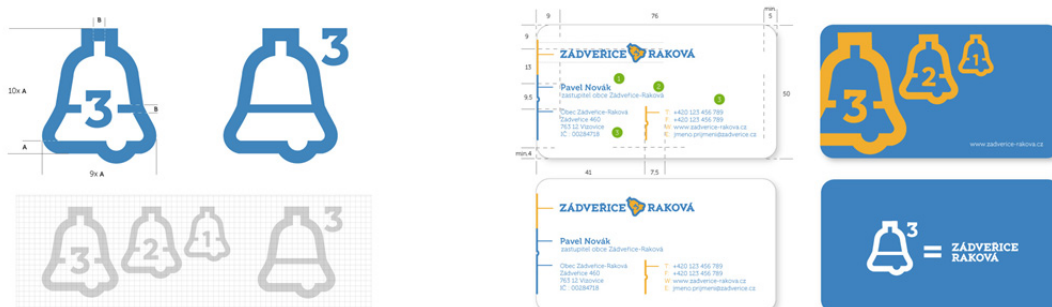 B
10x A
3
B
A
9x A
3
3
2
1
3
9
76
min.
5
9
13
9.5
50
min.4
41
7.5
ZÁDVEŘICE RAKOVÁ
1
2
3
3
Pavel Novák
zastupitel obce Zádveřice-Raková
Obec Zádveřice-Raková
Zádveřice 460
763 12 Vizovice
IČ : 00284718
T: +420 123 456 789
F: +420 123 456 789
W: www.zadverice-rakova.cz
E: jmeno.prijmeni@zadverice.cz
ZÁDVEŘICE RAKOVÁ
Pavel Novák
zastupitel obce Zádveřice-Raková
Obec Zádveřice-Raková
Zádveřice 460
763 12 Vizovice
IČ : 00284718
T: +420 123 456 789
F: +420 123 456 789
W: www.zadverice-rakova.cz
E: jmeno.prijmeni@zadverice.cz
3
2
1
www.zadverice-rakova.cz
3 = ZÁDVEŘICE
RAKOVÁ